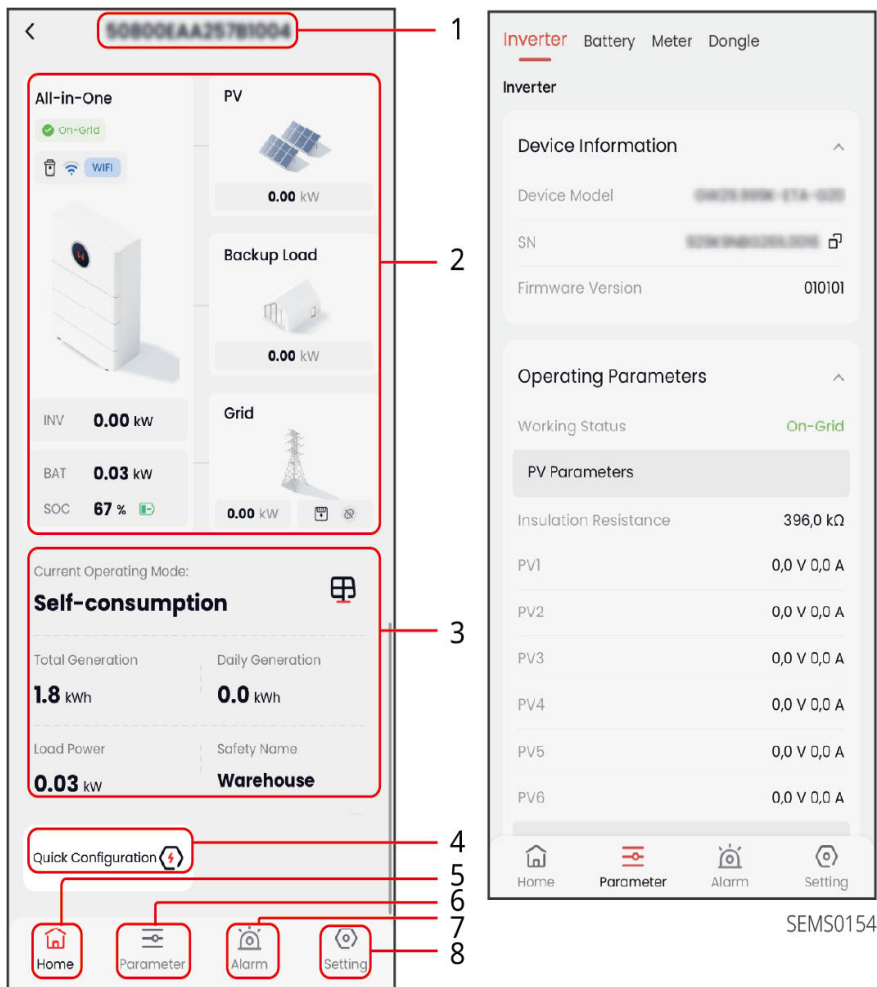 1
All-in-One
On-Grid
WIFI
INV 0.00 kW
BAT 0.03 kW
SOC 67 %
PV
0.00 kW
Backup Load
0.00 kW
Grid
0.00 kW
2
Current Operating Mode:
Self-consumption
Total Generation Daily Generation
1.8 kWh 0.0 kWh
Load Power Safety Name
0.03 kW Warehouse
3
Quick Configuration
4
5
6
7
8
Home Parameter Alarm Setting
Inverter Battery Meter Dongle
Inverter
Device Information
Device Model
SN
Firmware Version 010101
Operating Parameters
Working Status On-Grid
PV Parameters
Insulation Resistance 396,0 kΩ
PV1 0,0 V 0,0 A
PV2 0,0 V 0,0 A
PV3 0,0 V 0,0 A
PV4 0,0 V 0,0 A
PV5 0,0 V 0,0 A
PV6 0,0 V 0,0 A
Home Parameter Alarm Setting
SEMS0154